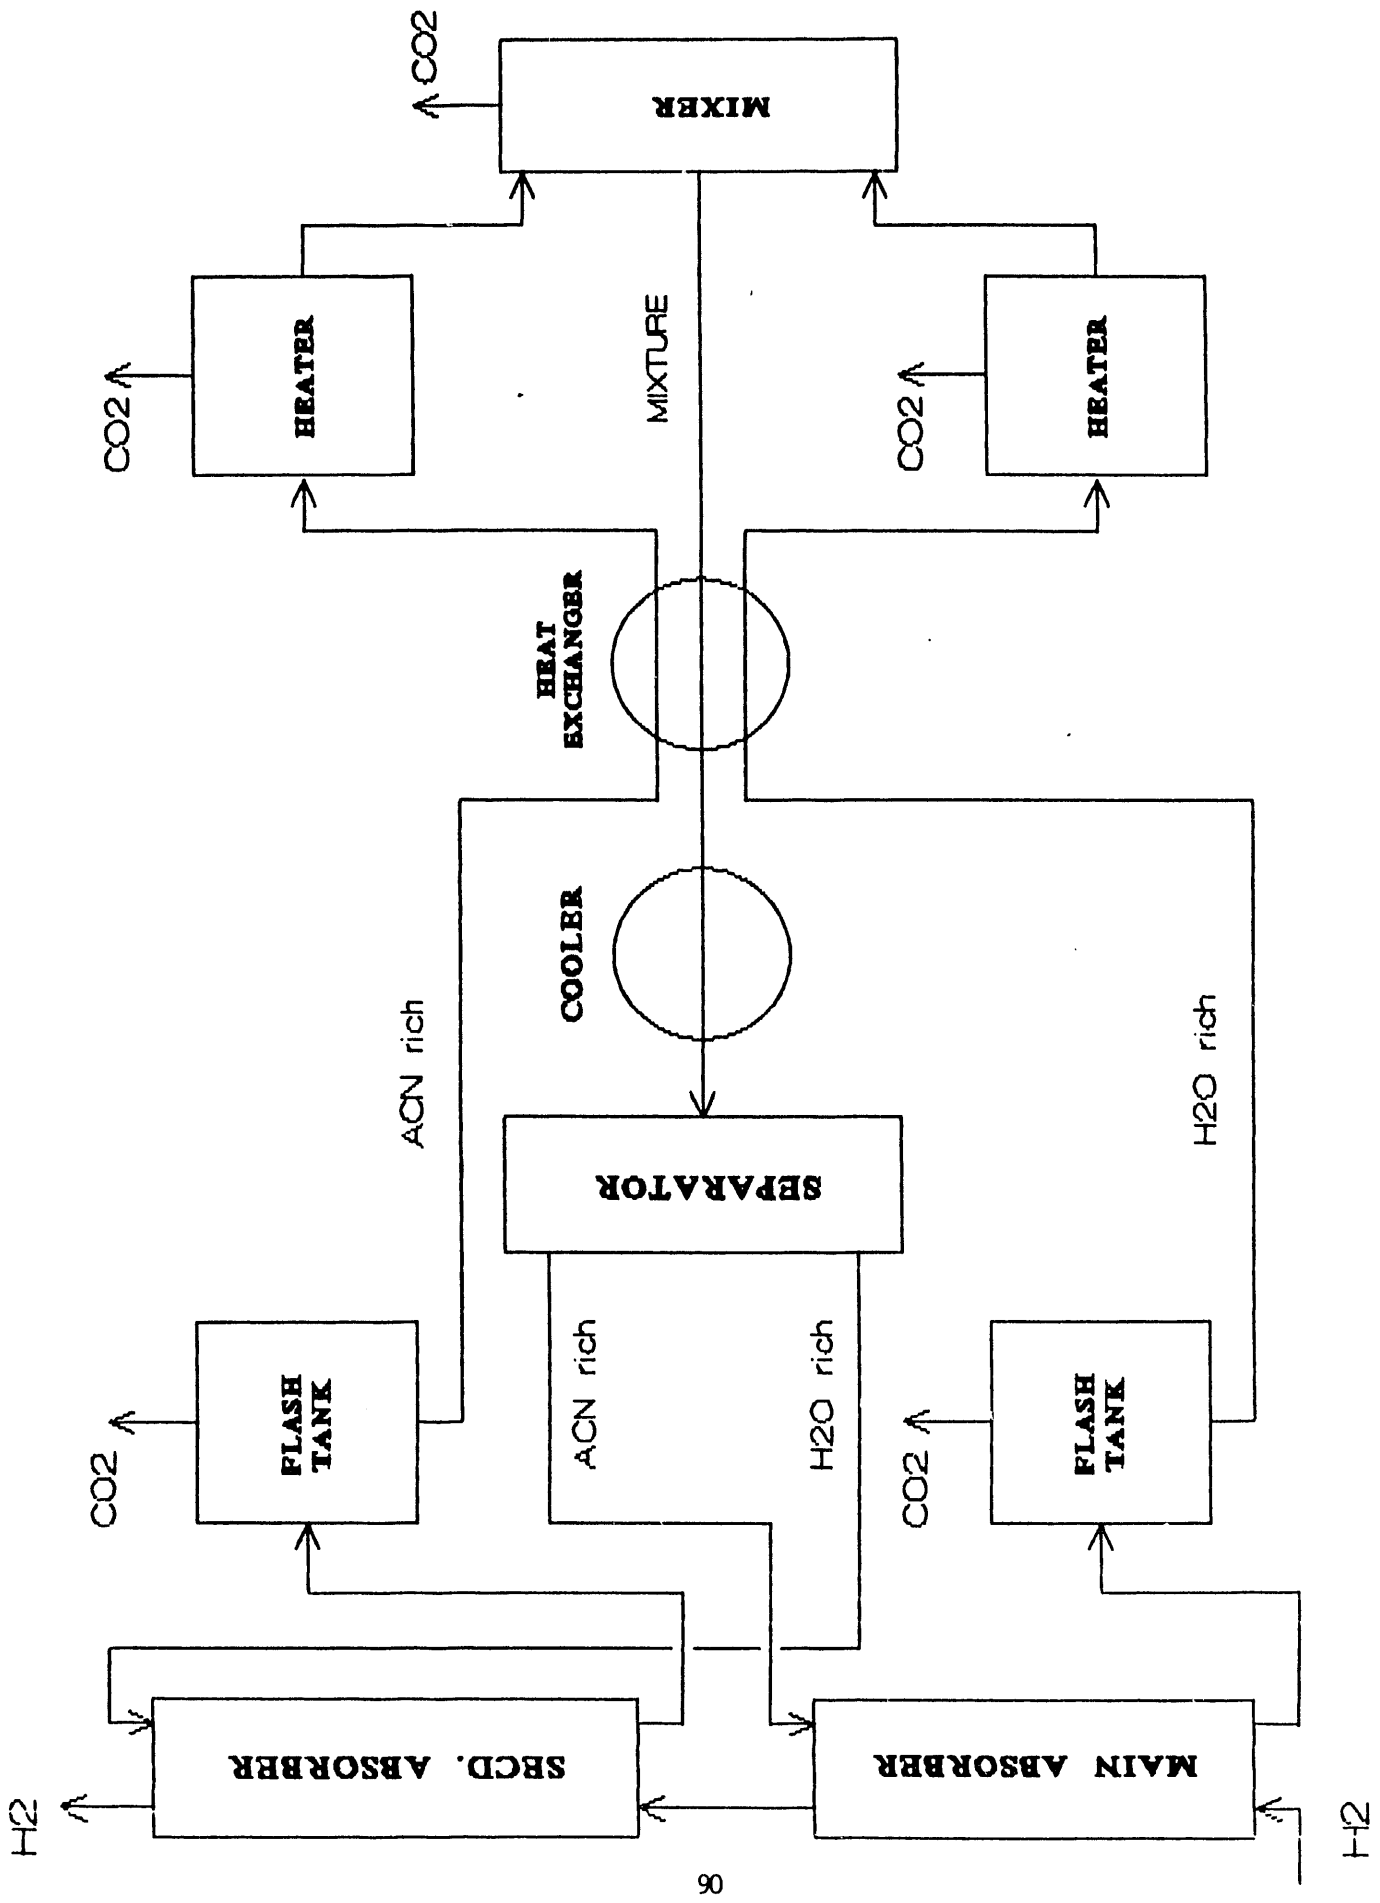 CO2
MIXER
CO2
HEATER
MIXTURE
CO2
HEATER
HEAT
EXCHANGER
COOLER
ACN rich
H2O rich
SEPARATOR
CO2
FLASH
TANK
ACN rich
H2O rich
CO2
FLASH
TANK
SECD. ABSORBER
MAIN ABSORBER
H2
H2
90